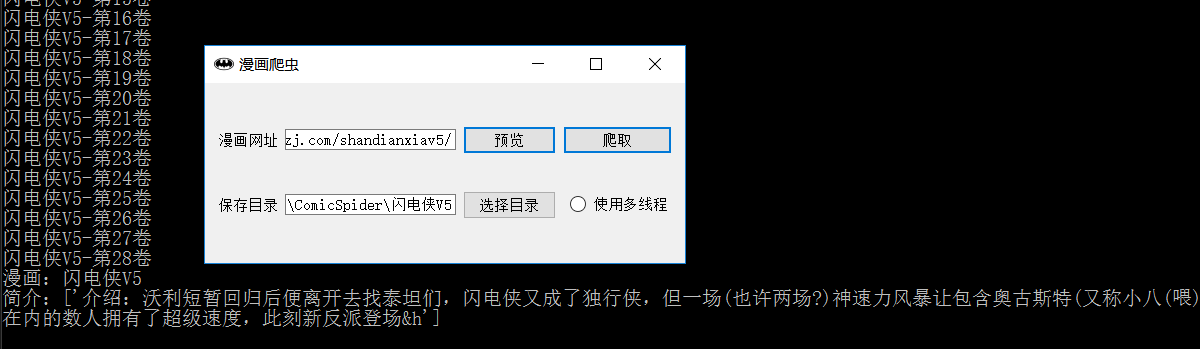 闪电侠V5-第15卷
闪电侠V5-第16卷
闪电侠V5-第17卷
闪电侠V5-第18卷
闪电侠V5-第19卷
闪电侠V5-第20卷
闪电侠V5-第21卷
闪电侠V5-第22卷
闪电侠V5-第23卷
闪电侠V5-第24卷
闪电侠V5-第25卷
闪电侠V5-第26卷
闪电侠V5-第27卷
闪电侠V5-第28卷
漫画：闪电侠V5
简介：['介绍：沃利短暂回归后便离开去找泰坦们，闪电侠又成了独行侠，但一场(也许两场?)神速力风暴让包含奥古斯特(又称小八(喂)
在内的数人拥有了超级速度，此刻新反派登场&h']
漫画爬虫
漫画网址 zj.com/shandianxiav5/ 预览 爬取
保存目录 \ComicSpider\闪电侠V5 选择目录 使用多线程